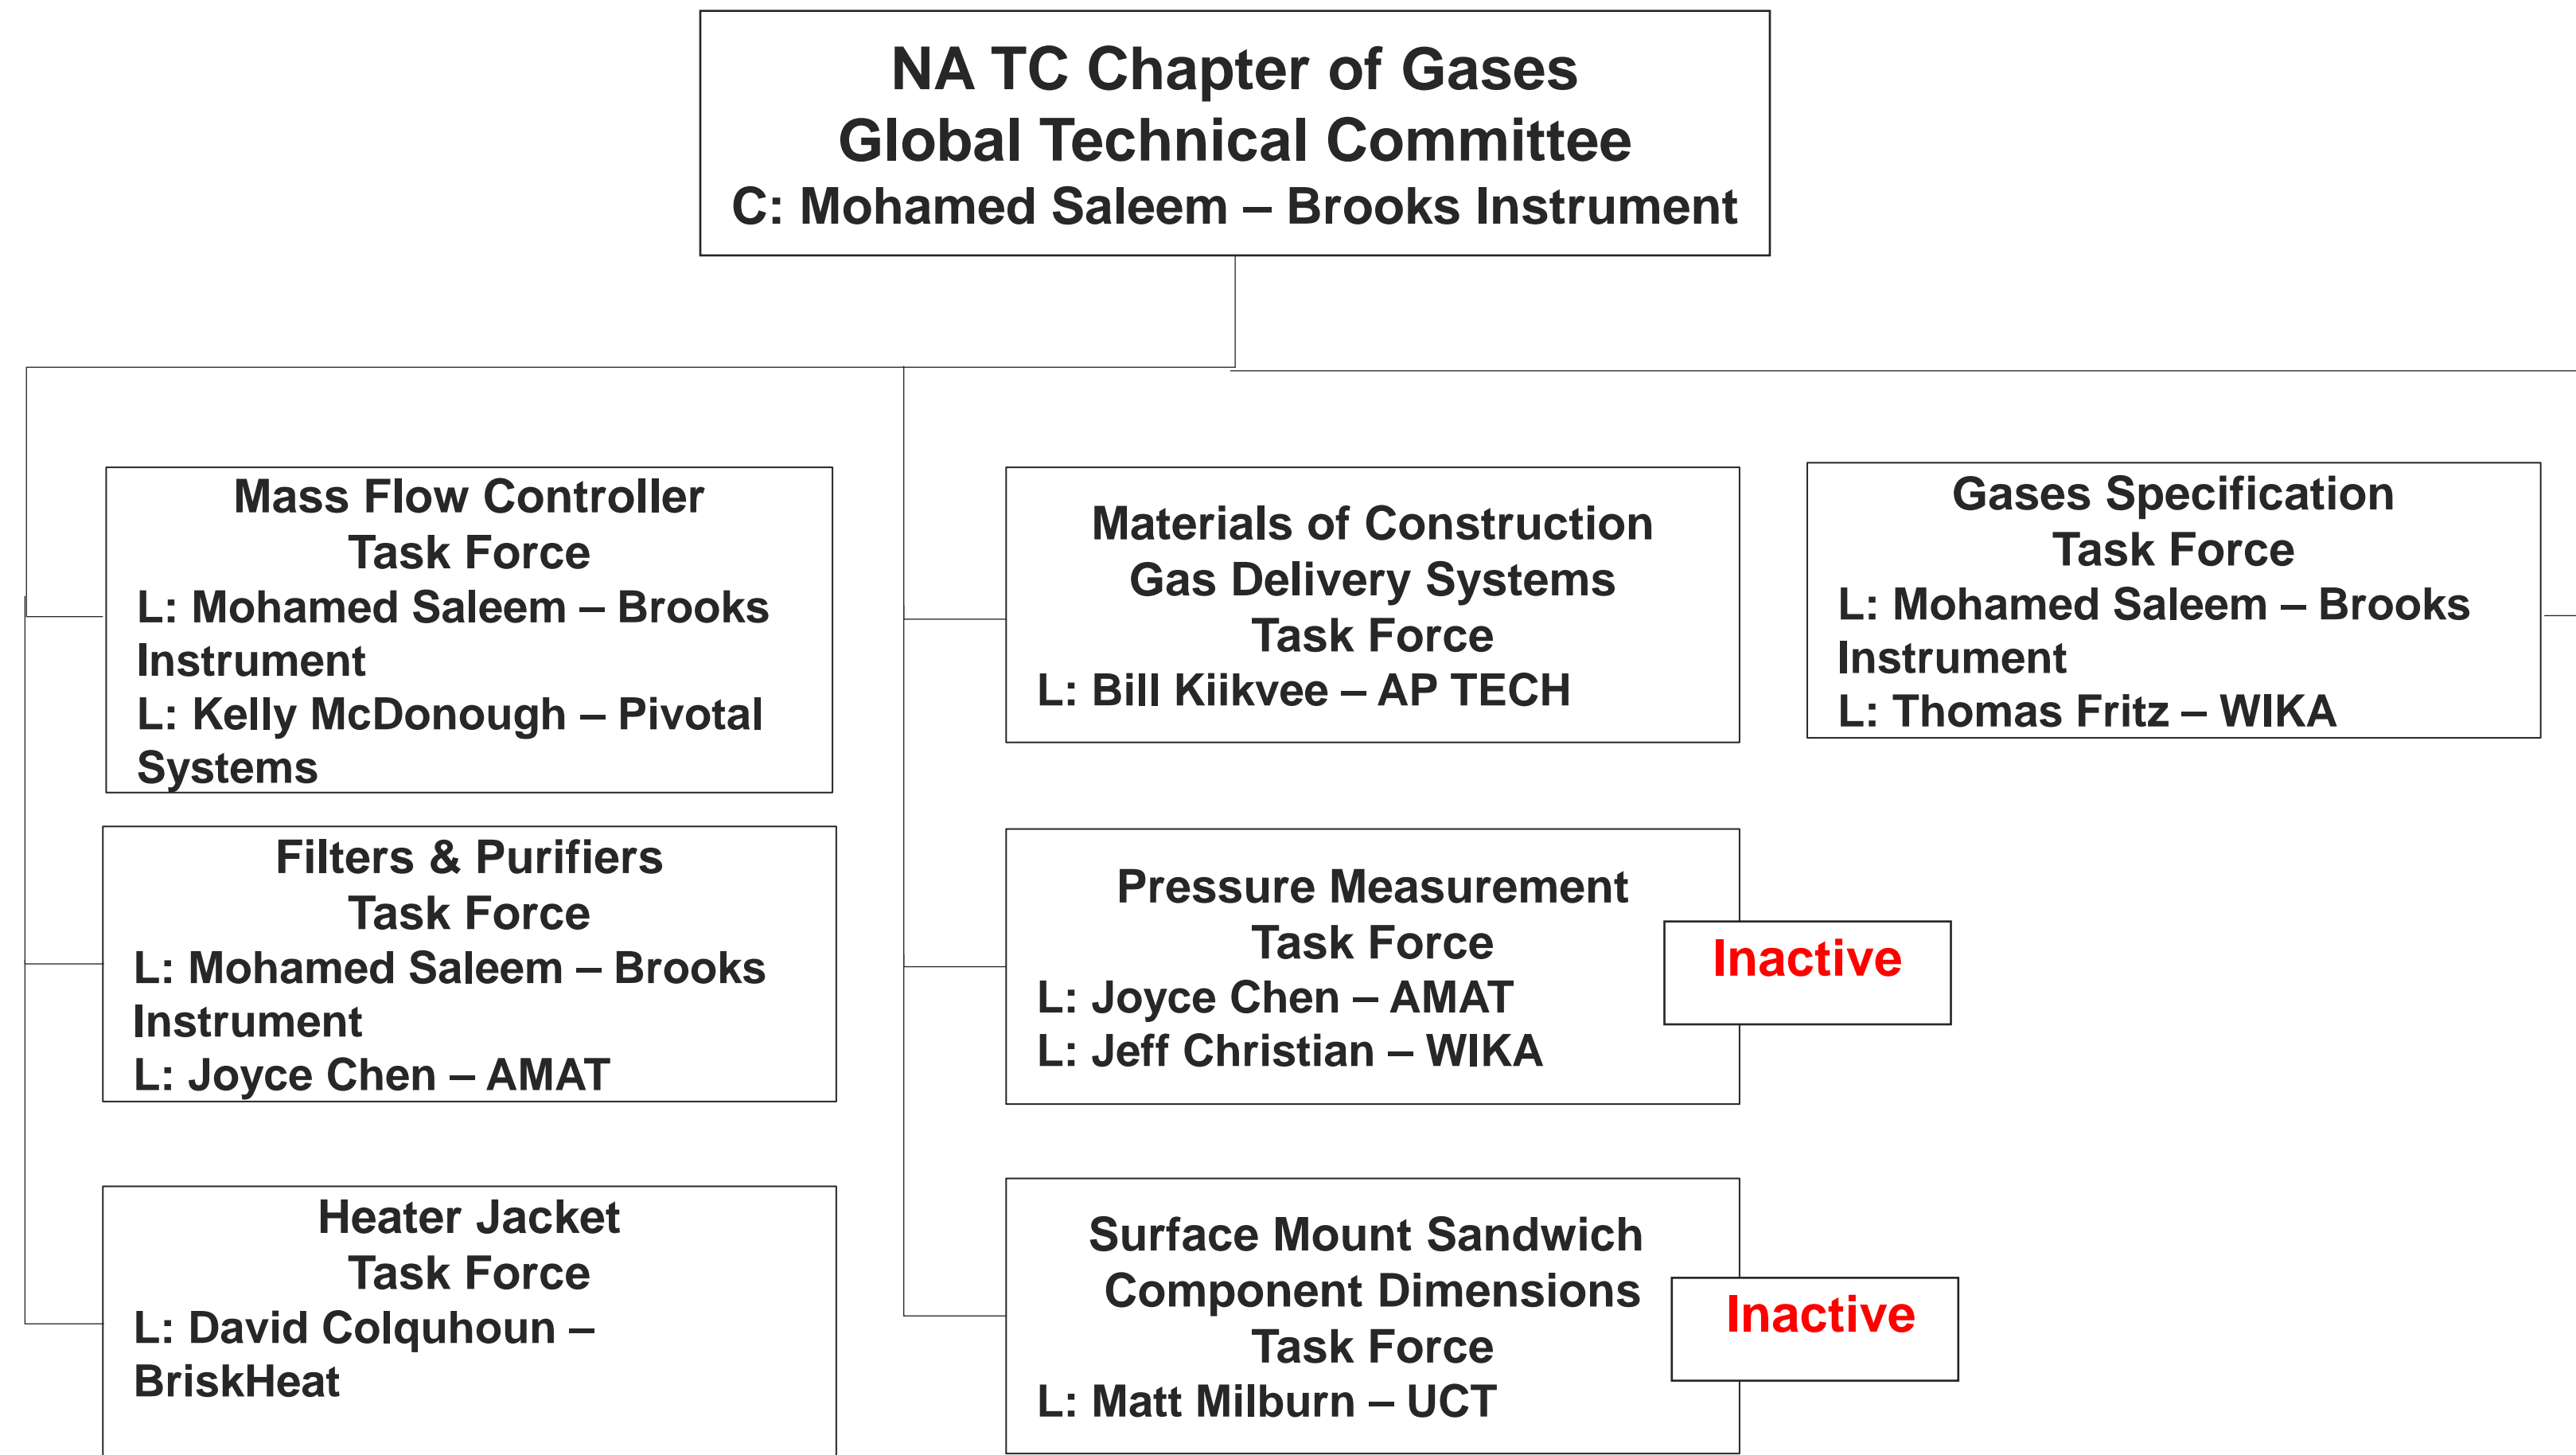 NA TC Chapter of Gases
Global Technical Committee
C: Mohamed Saleem – Brooks Instrument
Mass Flow Controller
Task Force
L: Mohamed Saleem – Brooks
Instrument
L: Kelly McDonough – Pivotal
Systems
Materials of Construction
Gas Delivery Systems
Task Force
L: Bill Kiikvee – AP TECH
Gases Specification
Task Force
L: Mohamed Saleem – Brooks
Instrument
L: Thomas Fritz – WIKA
Filters & Purifiers
Task Force
L: Mohamed Saleem – Brooks
Instrument
L: Joyce Chen – AMAT
Pressure Measurement
Task Force
L: Joyce Chen – AMAT
L: Jeff Christian – WIKA
Inactive
Heater Jacket
Task Force
L: David Colquhoun –
BriskHeat
Surface Mount Sandwich
Component Dimensions
Task Force
L: Matt Milburn – UCT
Inactive